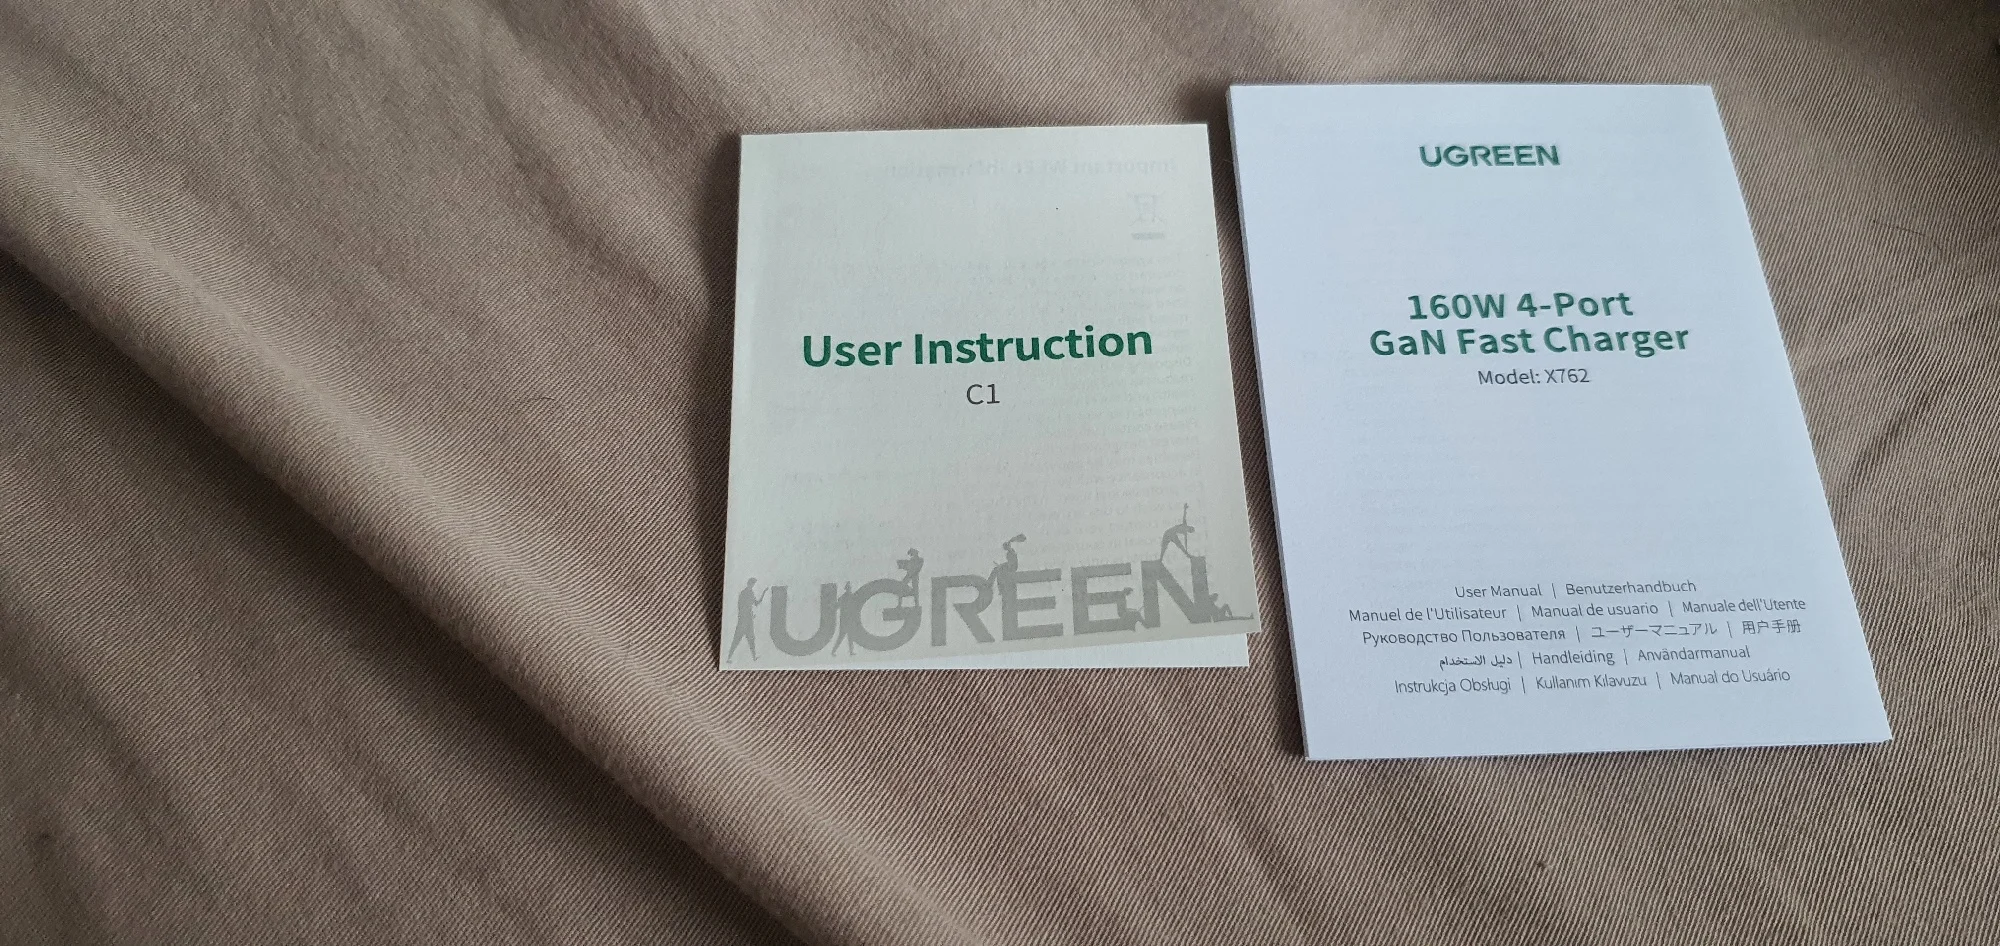 User Instruction
C1
UGREEN
UGREEN
160W 4-Port
GaN Fast Charger
Model: X762
User Manual | Benutzerhandbuch
Manuel de l'Utilisateur | Manual de usuario | Manuale dell'Utente
Руководство Пользователя | ユーザーマニュアル | 用户手册
دليل الاستخدام | Handleiding | Användarmanual
Instrukcja Obsługi | Kullanım Kılavuzu | Manual do Usuário